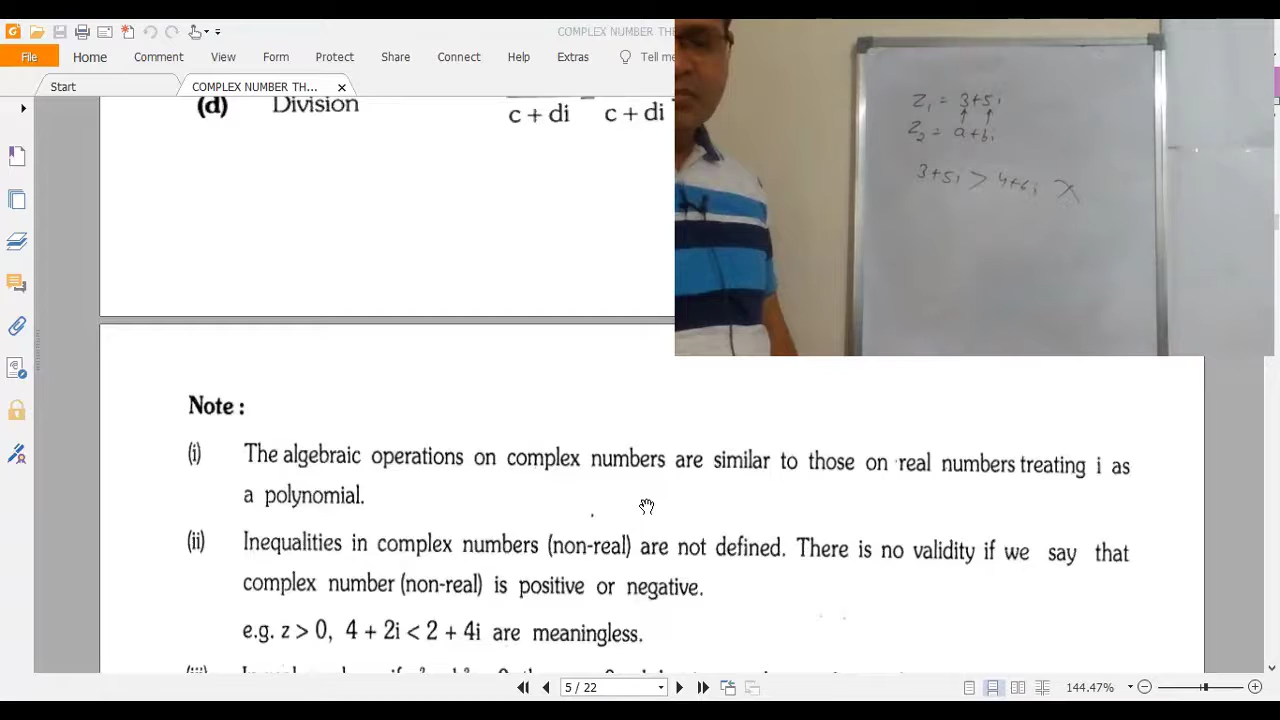 COMPLEX NUMBER THE
File Home Comment View Form Protect Share Connect Help Extras Tell me
Start COMPLEX NUMBER TH...
(d) Division c + di c + di
Z₁ = 3+5i
Z₂ = a+bi
3+5i > 4+6i ×
Note :
(i) The algebraic operations on complex numbers are similar to those on real numbers treating i as
a polynomial.
(ii) Inequalities in complex numbers (non-real) are not defined. There is no validity if we say that
complex number (non-real) is positive or negative.
e.g. z > 0, 4 + 2i < 2 + 4i are meaningless.
5 / 22 144.47%